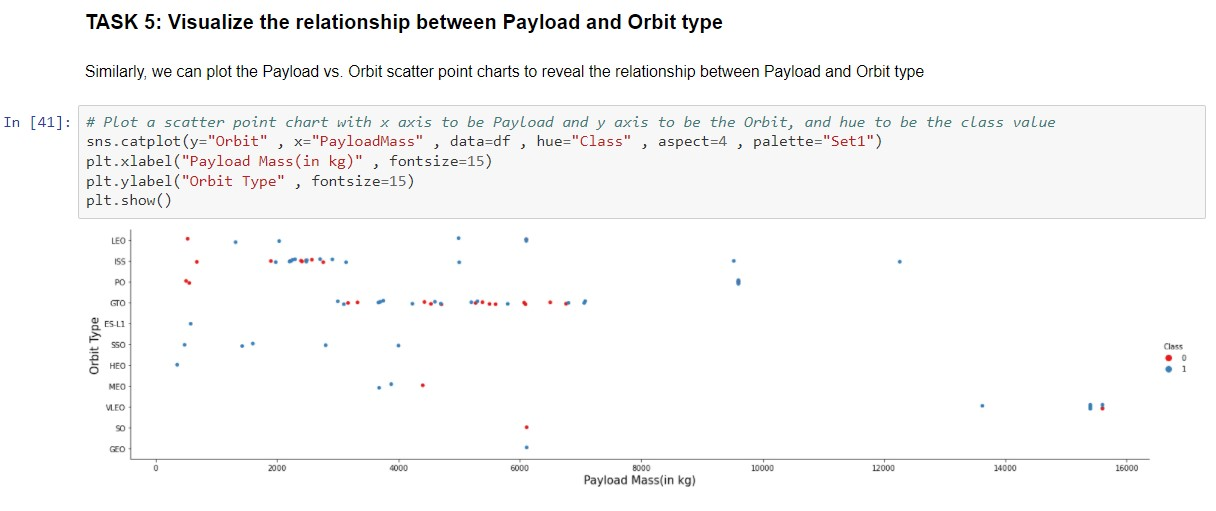 TASK 5: Visualize the relationship between Payload and Orbit type
Similarly, we can plot the Payload vs. Orbit scatter point charts to reveal the relationship between Payload and Orbit type
In [41]: # Plot a scatter point chart with x axis to be Payload and y axis to be the Orbit, and hue to be the class value
sns.catplot(y="Orbit" , x="PayloadMass" , data=df , hue="Class" , aspect=4 , palette="Set1")
plt.xlabel("Payload Mass(in kg)" , fontsize=15)
plt.ylabel("Orbit Type" , fontsize=15)
plt.show()
LEO
ISS
PO
GTO
ES-L1
SSO
HEO
MEO
VLEO
SO
GEO
Orbit Type
Class
0
1
0 2000 4000 6000 8000 10000 12000 14000 16000
Payload Mass(in kg)